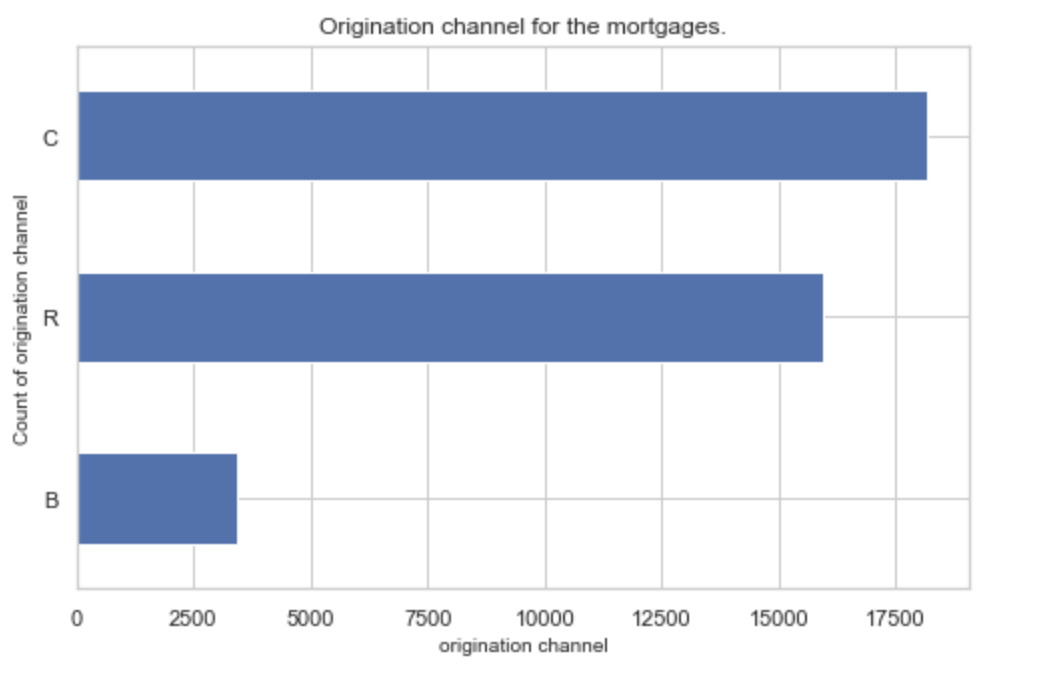 Origination channel for the mortgages.
Count of origination channel
C
R
B
0 2500 5000 7500 10000 12500 15000 17500
origination channel